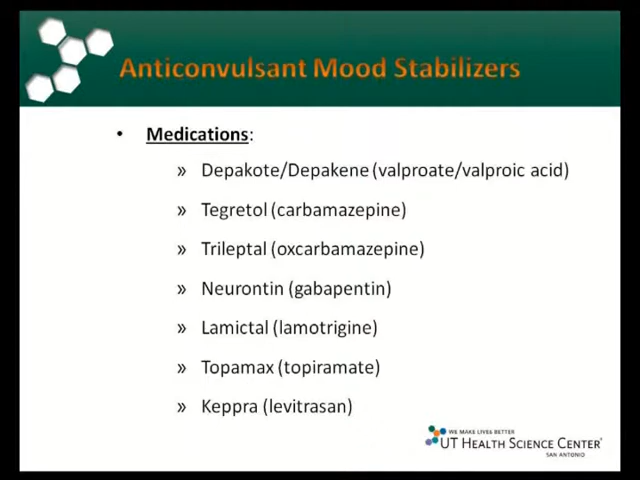 Anticonvulsant Mood Stabilizers
• Medications:
» Depakote/Depakene (valproate/valproic acid)
» Tegretol (carbamazepine)
» Trileptal (oxcarbamazepine)
» Neurontin (gabapentin)
» Lamictal (lamotrigine)
» Topamax (topiramate)
» Keppra (levitrasan)
WE MAKE LIVES BETTER
UT HEALTH SCIENCE CENTER®
SAN ANTONIO